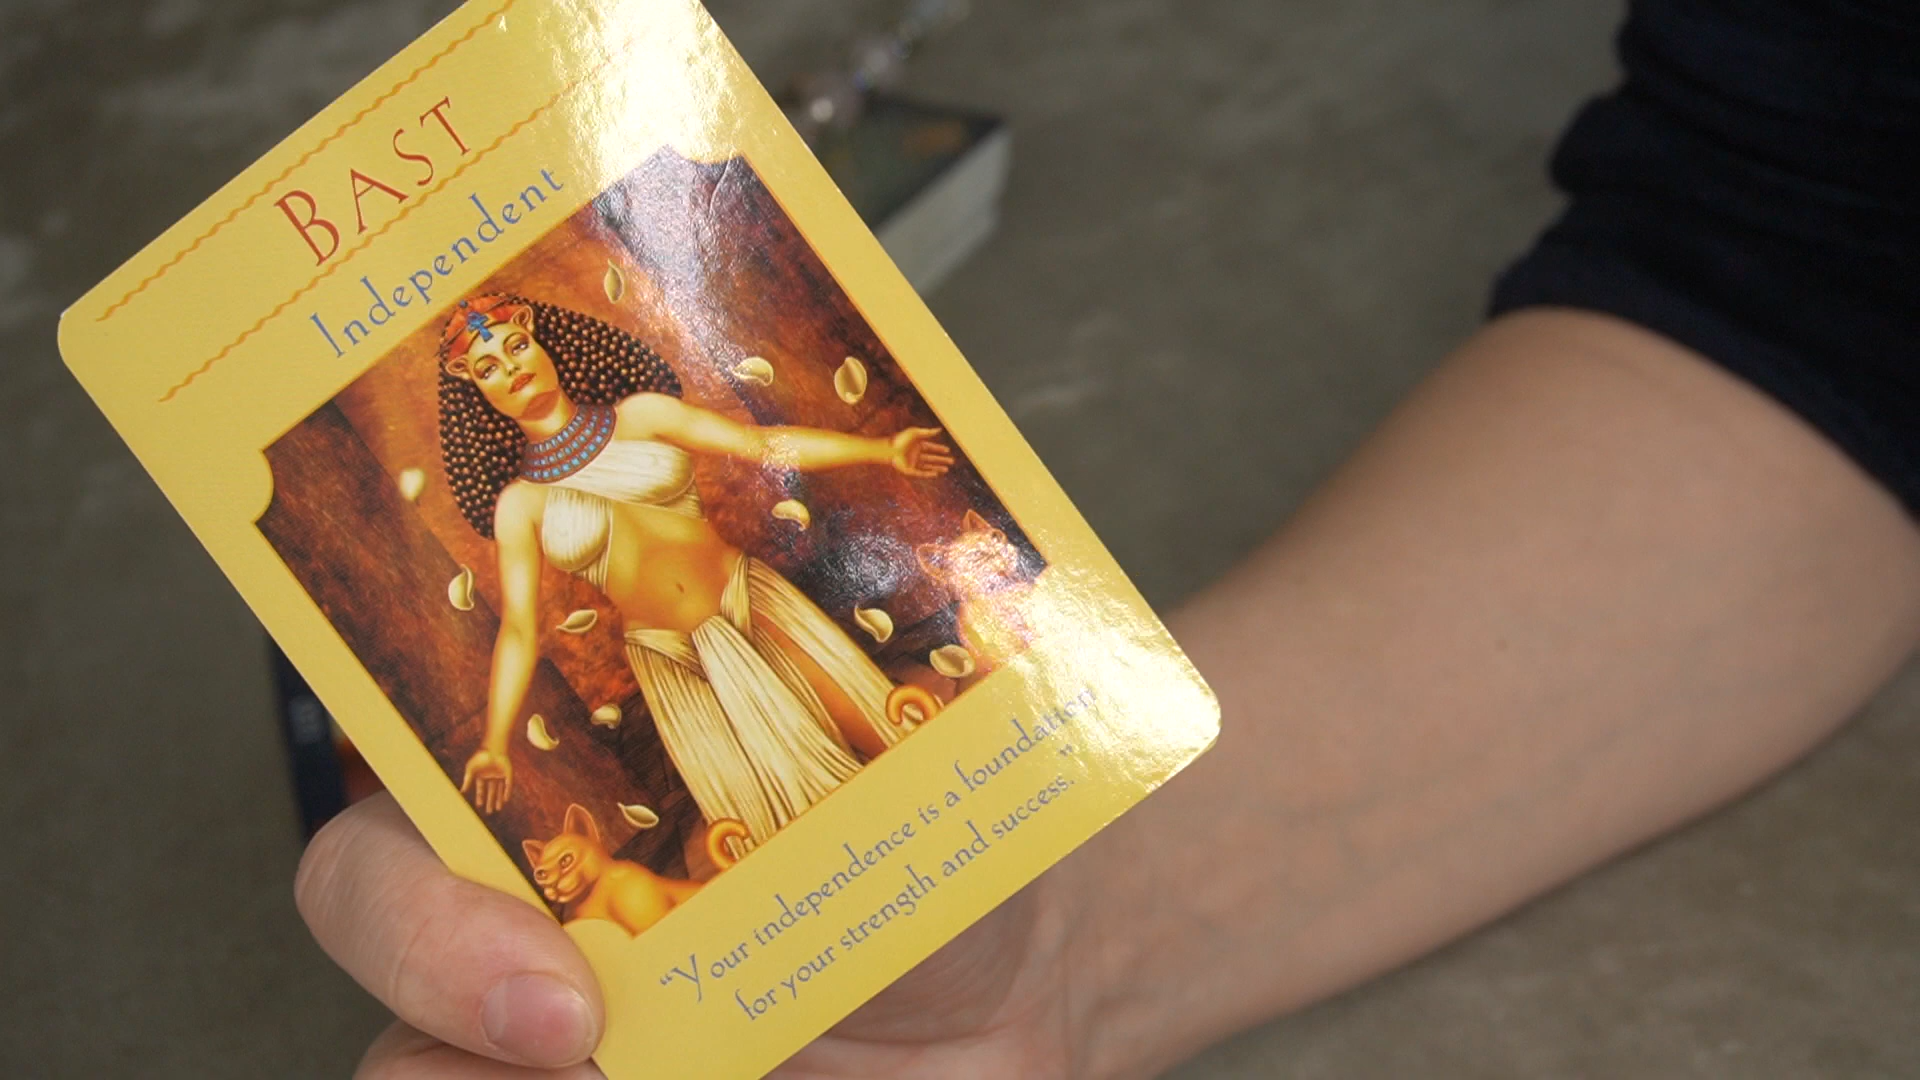 BAST
Independent
“Your independence is a foundation
for your strength and success.”